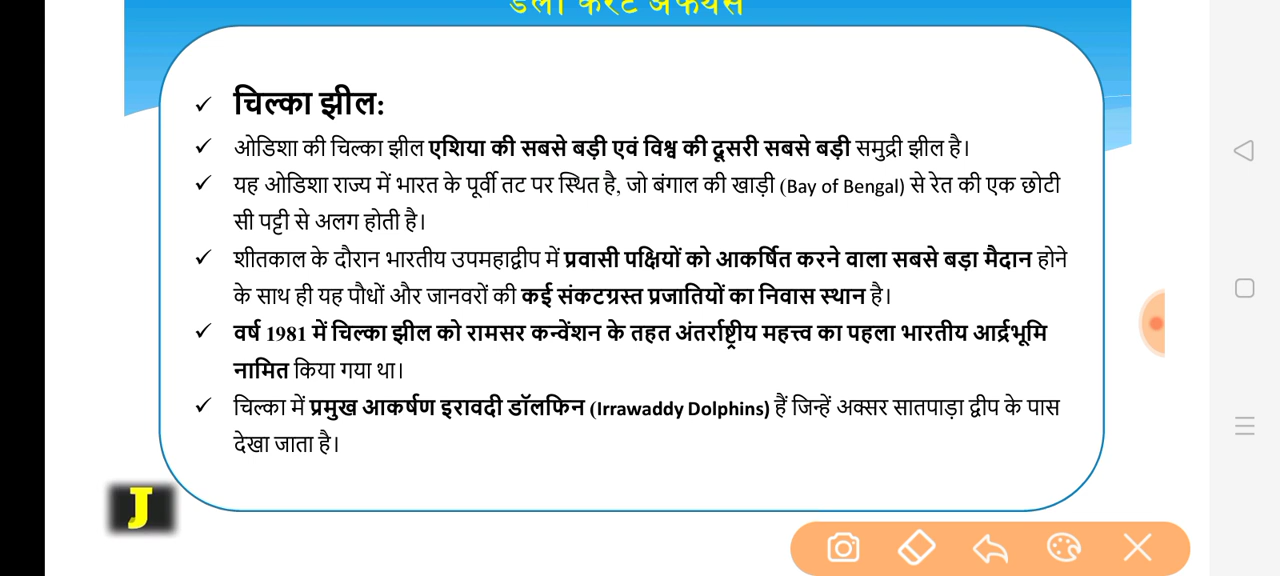 डेली करेंट अफेयर्स
चिल्का झील:
ओडिशा की चिल्का झील एशिया की सबसे बड़ी एवं विश्व की दूसरी सबसे बड़ी समुद्री झील है।
यह ओडिशा राज्य में भारत के पूर्वी तट पर स्थित है, जो बंगाल की खाड़ी (Bay of Bengal) से रेत की एक छोटी
सी पट्टी से अलग होती है।
शीतकाल के दौरान भारतीय उपमहाद्वीप में प्रवासी पक्षियों को आकर्षित करने वाला सबसे बड़ा मैदान होने
के साथ ही यह पौधों और जानवरों की कई संकटग्रस्त प्रजातियों का निवास स्थान है।
वर्ष 1981 में चिल्का झील को रामसर कन्वेंशन के तहत अंतर्राष्ट्रीय महत्त्व का पहला भारतीय आर्द्रभूमि
नामित किया गया था।
चिल्का में प्रमुख आकर्षण इरावदी डॉलफिन (Irrawaddy Dolphins) हैं जिन्हें अक्सर सातपाड़ा द्वीप के पास
देखा जाता है।
J